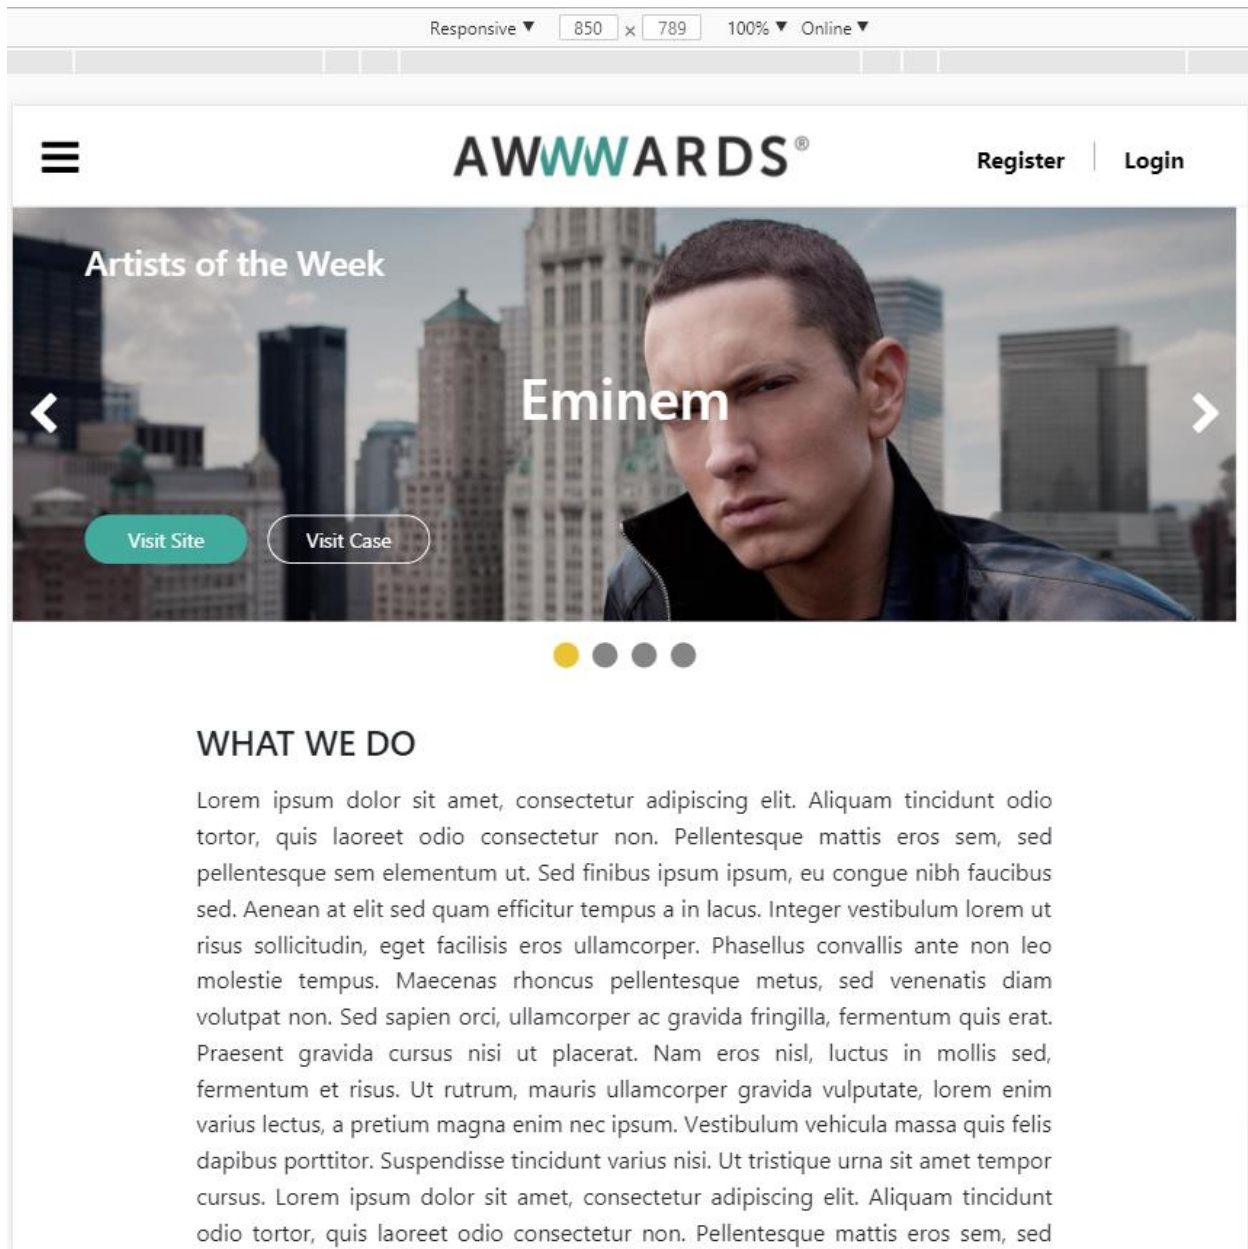 Responsive ▼ 850 × 789 100% ▼ Online ▼
AWWWARDS®
Register
Login
Artists of the Week
Eminem
Visit Site
Visit Case
WHAT WE DO
Lorem ipsum dolor sit amet, consectetur adipiscing elit. Aliquam tincidunt odio
tortor, quis laoreet odio consectetur non. Pellentesque mattis eros sem, sed
pellentesque sem elementum ut. Sed finibus ipsum ipsum, eu congue nibh faucibus
sed. Aenean at elit sed quam efficitur tempus a in lacus. Integer vestibulum lorem ut
risus sollicitudin, eget facilisis eros ullamcorper. Phasellus convallis ante non leo
molestie tempus. Maecenas rhoncus pellentesque metus, sed venenatis diam
volutpat non. Sed sapien orci, ullamcorper ac gravida fringilla, fermentum quis erat.
Praesent gravida cursus nisi ut placerat. Nam eros nisl, luctus in mollis sed,
fermentum et risus. Ut rutrum, mauris ullamcorper gravida vulputate, lorem enim
varius lectus, a pretium magna enim nec ipsum. Vestibulum vehicula massa quis felis
dapibus porttitor. Suspendisse tincidunt varius nisi. Ut tristique urna sit amet tempor
cursus. Lorem ipsum dolor sit amet, consectetur adipiscing elit. Aliquam tincidunt
odio tortor, quis laoreet odio consectetur non. Pellentesque mattis eros sem, sed